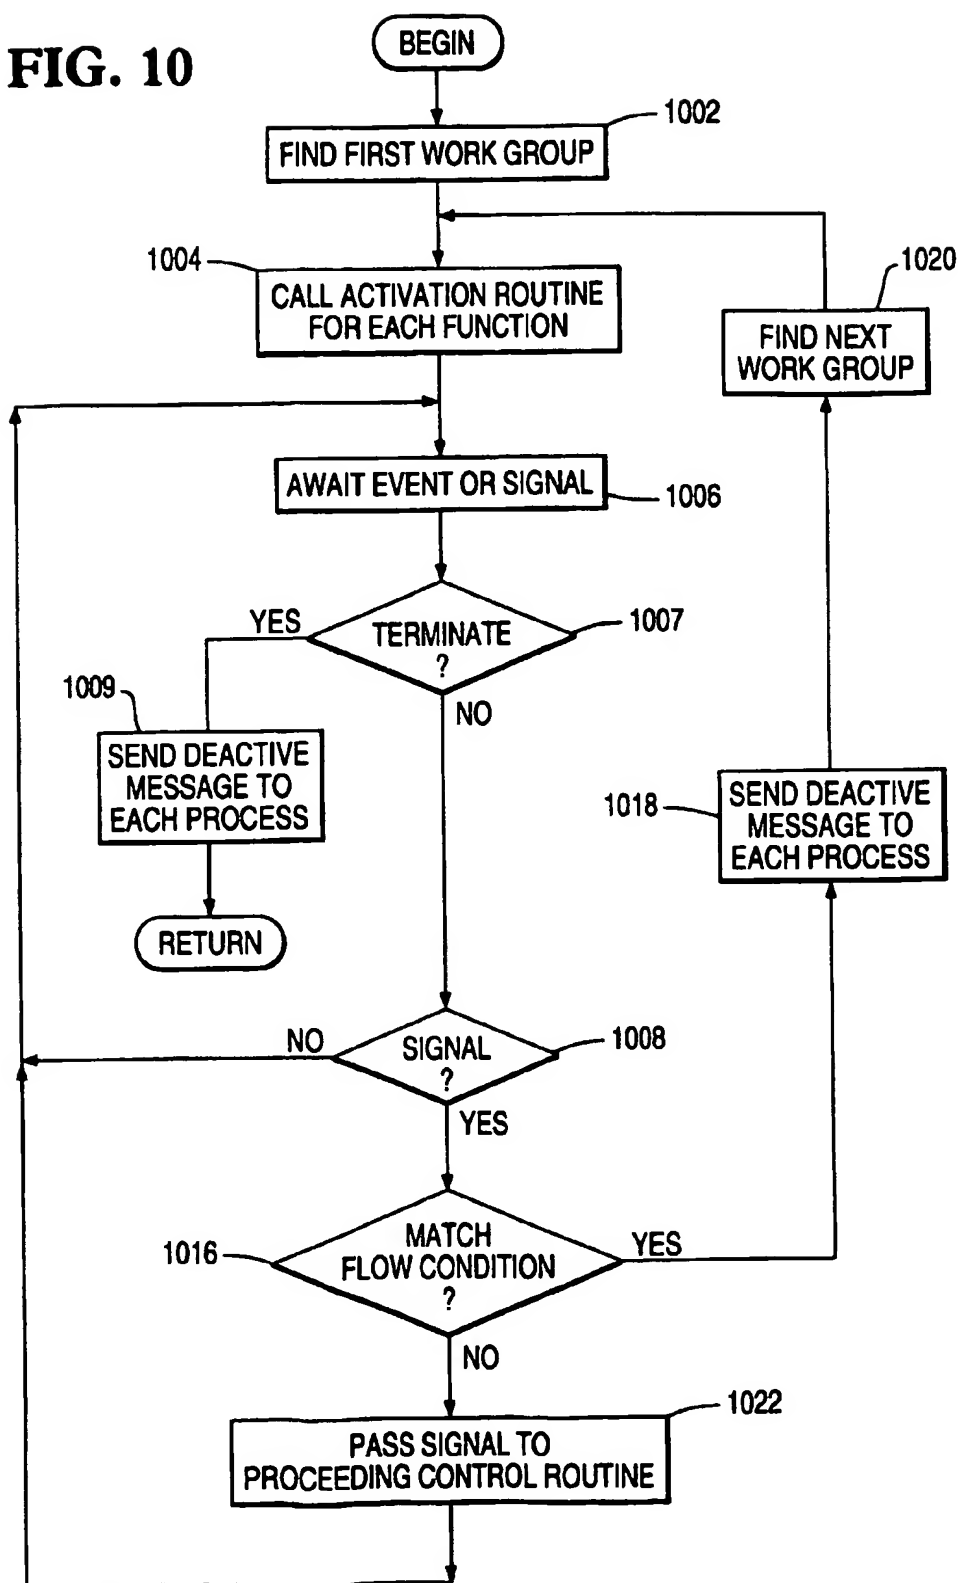 FIG. 10
BEGIN
1002
FIND FIRST WORK GROUP
1004
CALL ACTIVATION ROUTINE
FOR EACH FUNCTION
1020
FIND NEXT
WORK GROUP
AWAIT EVENT OR SIGNAL
1006
YES
TERMINATE
?
1007
NO
1009
SEND DEACTIVE
MESSAGE TO
EACH PROCESS
1018
SEND DEACTIVE
MESSAGE TO
EACH PROCESS
RETURN
NO
SIGNAL
?
1008
YES
1016
MATCH
FLOW CONDITION
?
YES
NO
1022
PASS SIGNAL TO
PROCEEDING CONTROL ROUTINE